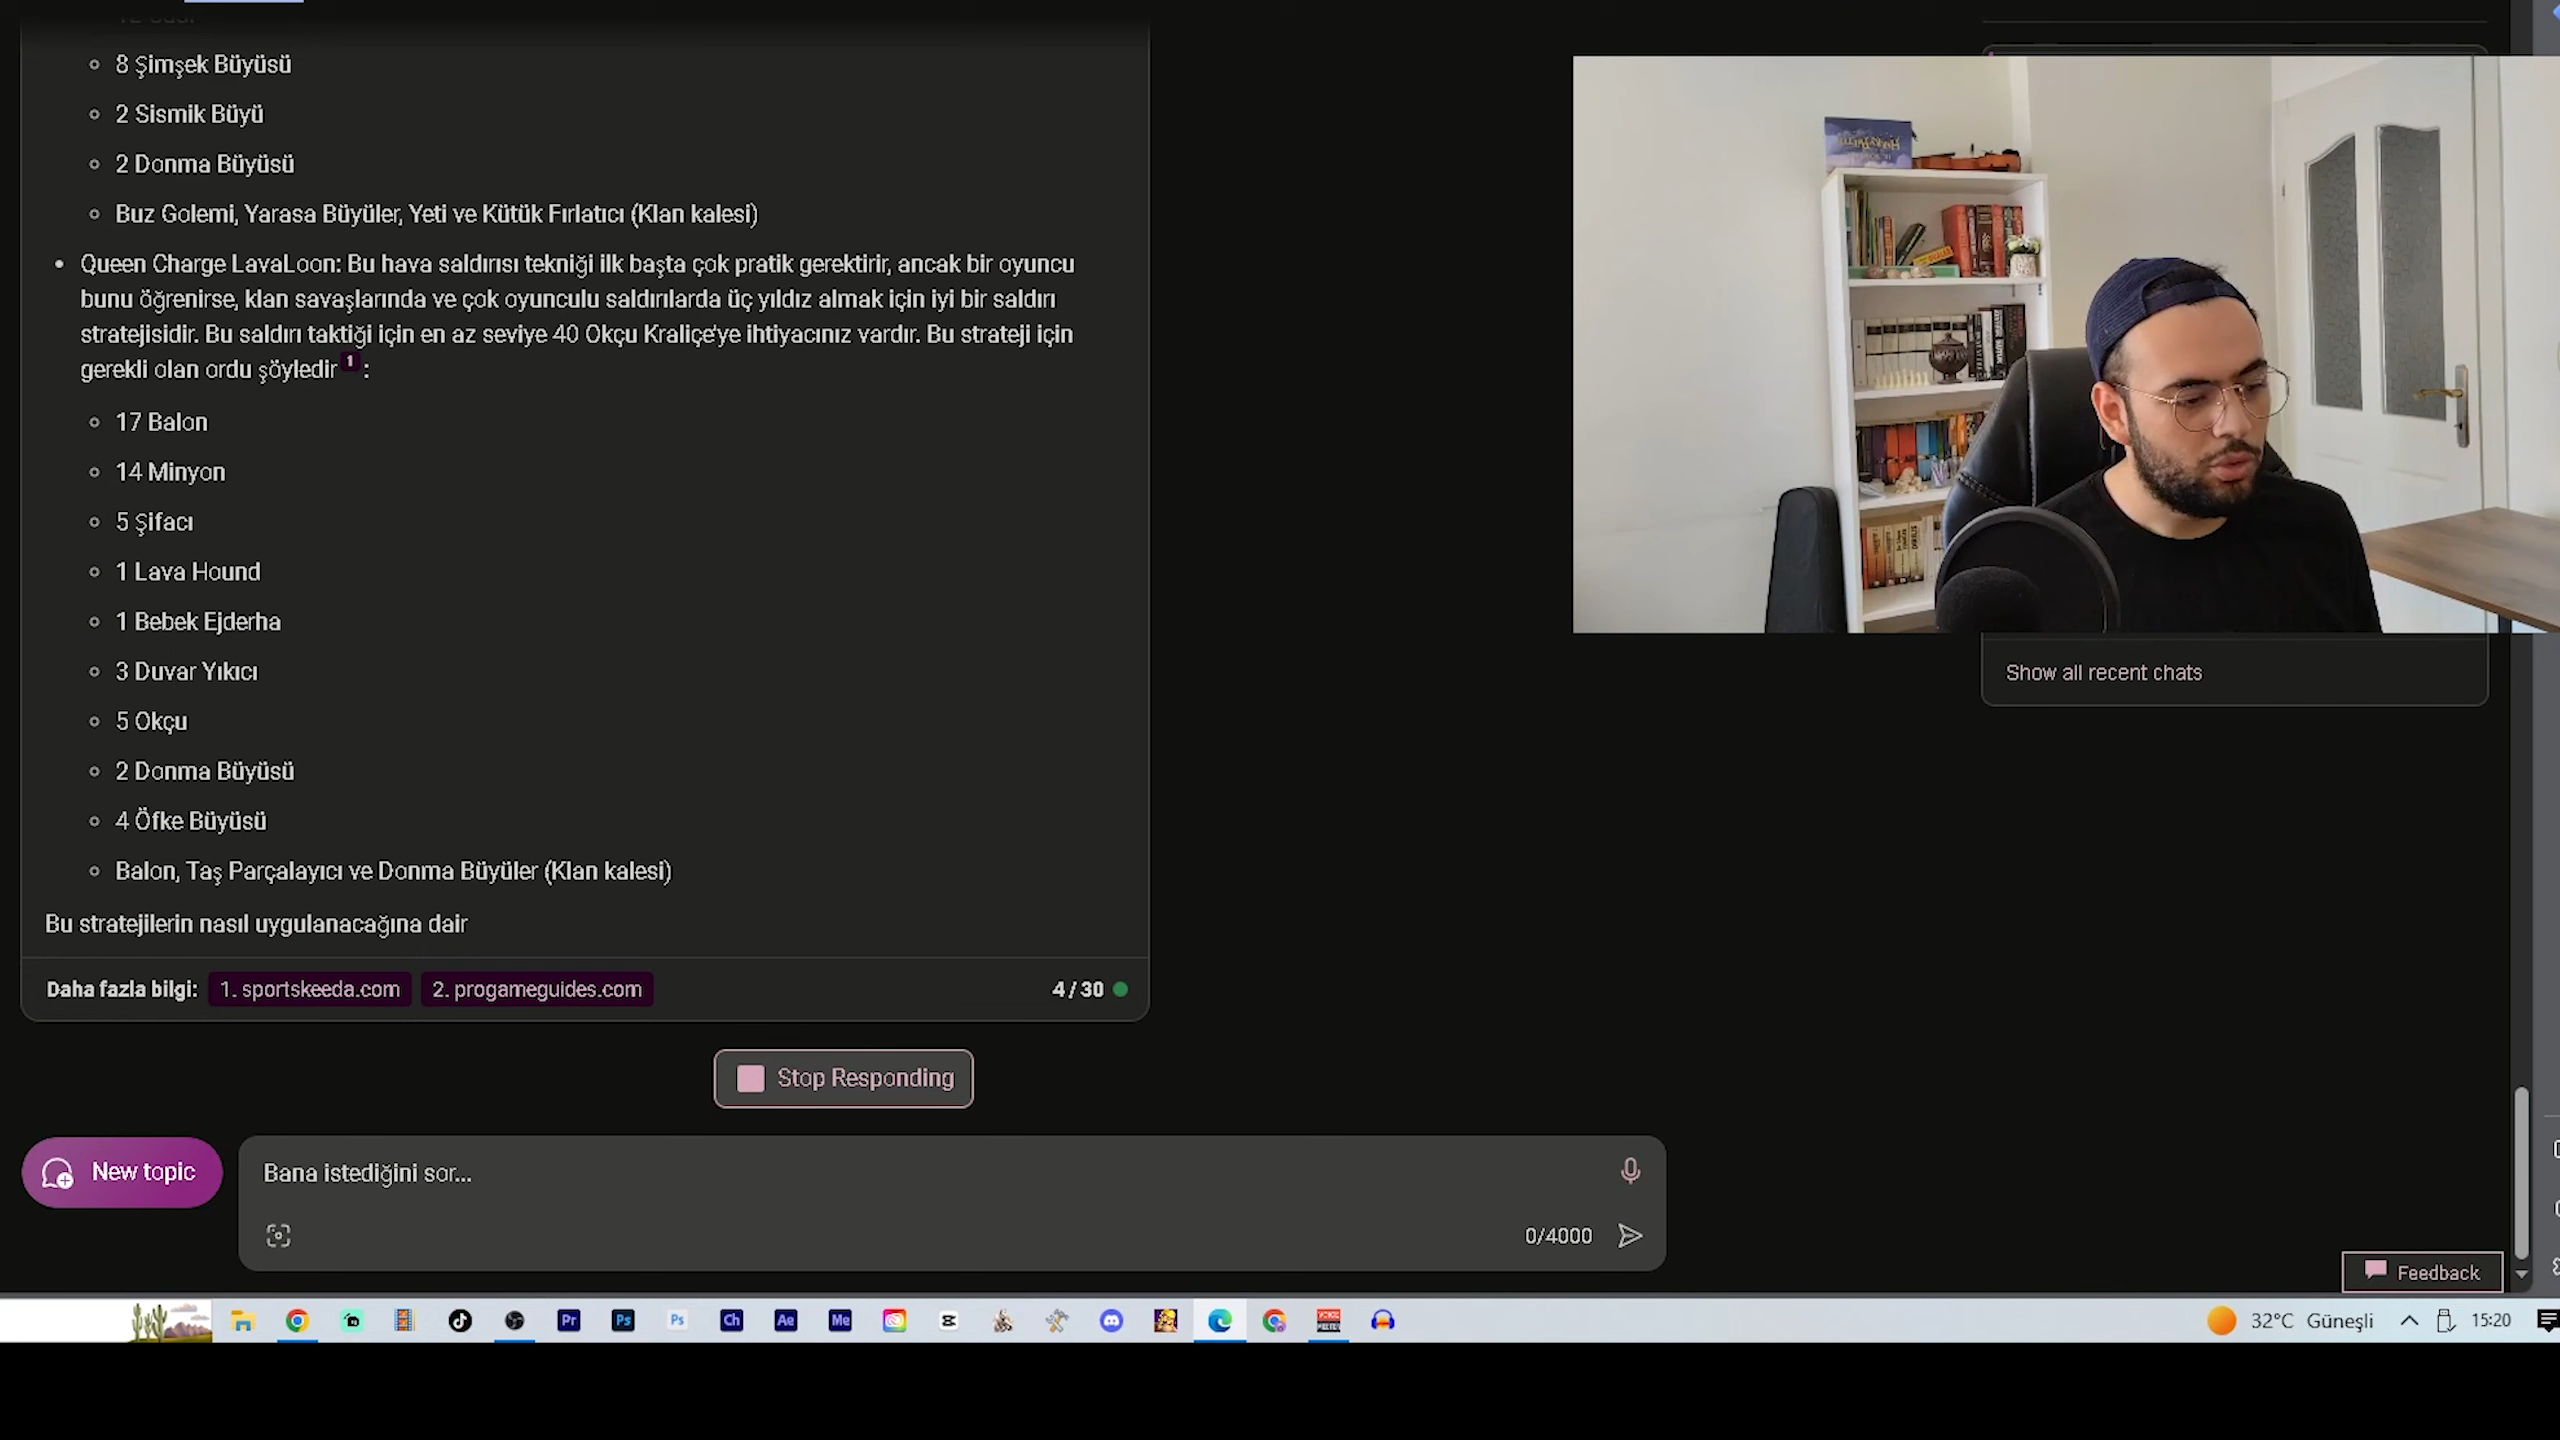 8 Şimşek Büyüsü
2 Sismik Büyü
2 Donma Büyüsü
Buz Golemi, Yarasa Büyüler, Yeti ve Kütük Fırlatıcı (Klan kalesi)
Queen Charge LavaLoon: Bu hava saldırısı tekniği ilk başta çok pratik gerektirir, ancak bir oyuncu
bunu öğrenirse, klan savaşlarında ve çok oyunculu saldırılarda üç yıldız almak için iyi bir saldırı
stratejisidir. Bu saldırı taktiği için en az seviye 40 Okçu Kraliçe'ye ihtiyacınız vardır. Bu strateji için
gerekli olan ordu şöyledir 1 :
17 Balon
14 Minyon
5 Şifacı
1 Lava Hound
1 Bebek Ejderha
3 Duvar Yıkıcı
5 Okçu
2 Donma Büyüsü
4 Öfke Büyüsü
Balon, Taş Parçalayıcı ve Donma Büyüler (Klan kalesi)
Bu stratejilerin nasıl uygulanacağına dair
Daha fazla bilgi: 1. sportskeeda.com 2. progameguides.com 4 / 30
Show all recent chats
Stop Responding
New topic
Bana istediğini sor...
0/4000
Feedback
Pr Ps Ps Ch Ae Me
32°C Güneşli 15:20